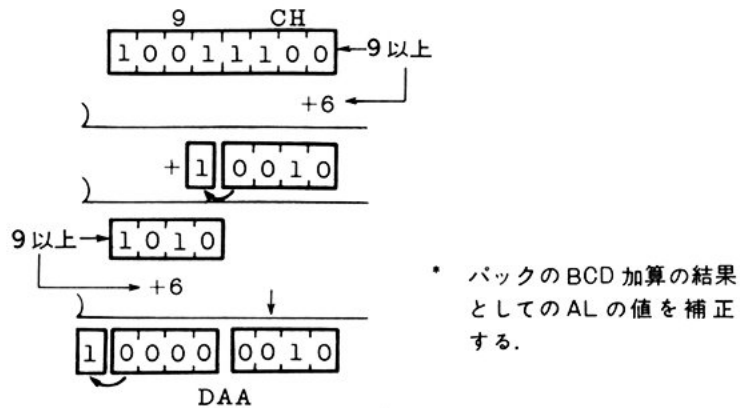 9 CH
10011100 ←9以上
+6
+ 1 0010
9以上→ 1010
+6
1 0000 0010
DAA
* パックのBCD加算の結果
としてのALの値を補正
する.